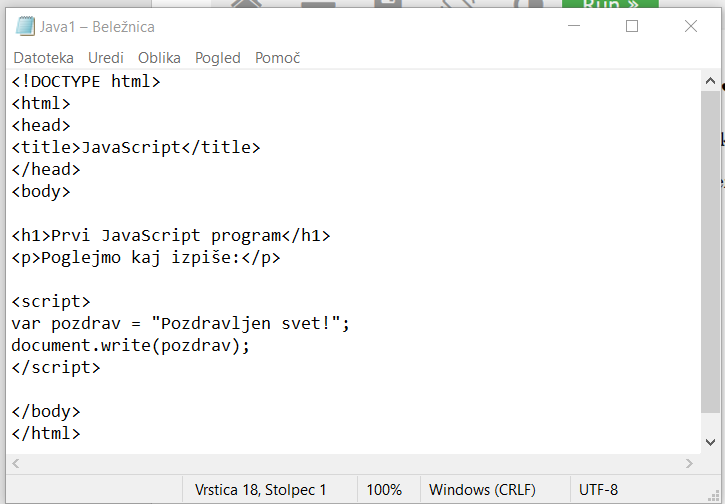 Run »
Java1 – Beležnica
Datoteka Uredi Oblika Pogled Pomoč
<!DOCTYPE html>
<html>
<head>
<title>JavaScript</title>
</head>
<body>
<h1>Prvi JavaScript program</h1>
<p>Poglejmo kaj izpiše:</p>
<script>
var pozdrav = "Pozdravljen svet!";
document.write(pozdrav);
</script>
</body>
</html>
Vrstica 18, Stolpec 1 100% Windows (CRLF) UTF-8